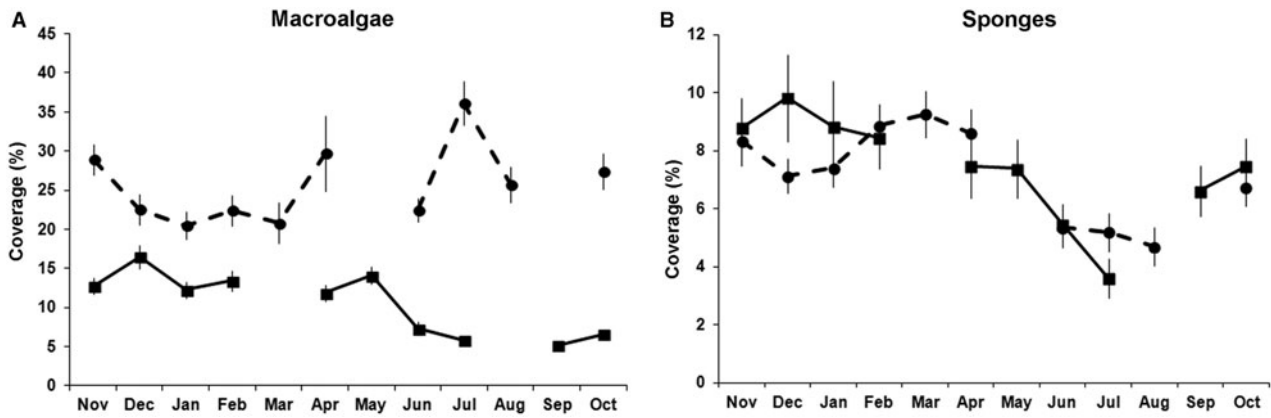 A
Macroalgae
45
40
35
30
25
20
15
10
5
0
Coverage (%)
Nov Dec Jan Feb Mar Apr May Jun Jul Aug Sep Oct
B
Sponges
12
10
8
6
4
2
0
Coverage (%)
Nov Dec Jan Feb Mar Apr May Jun Jul Aug Sep Oct